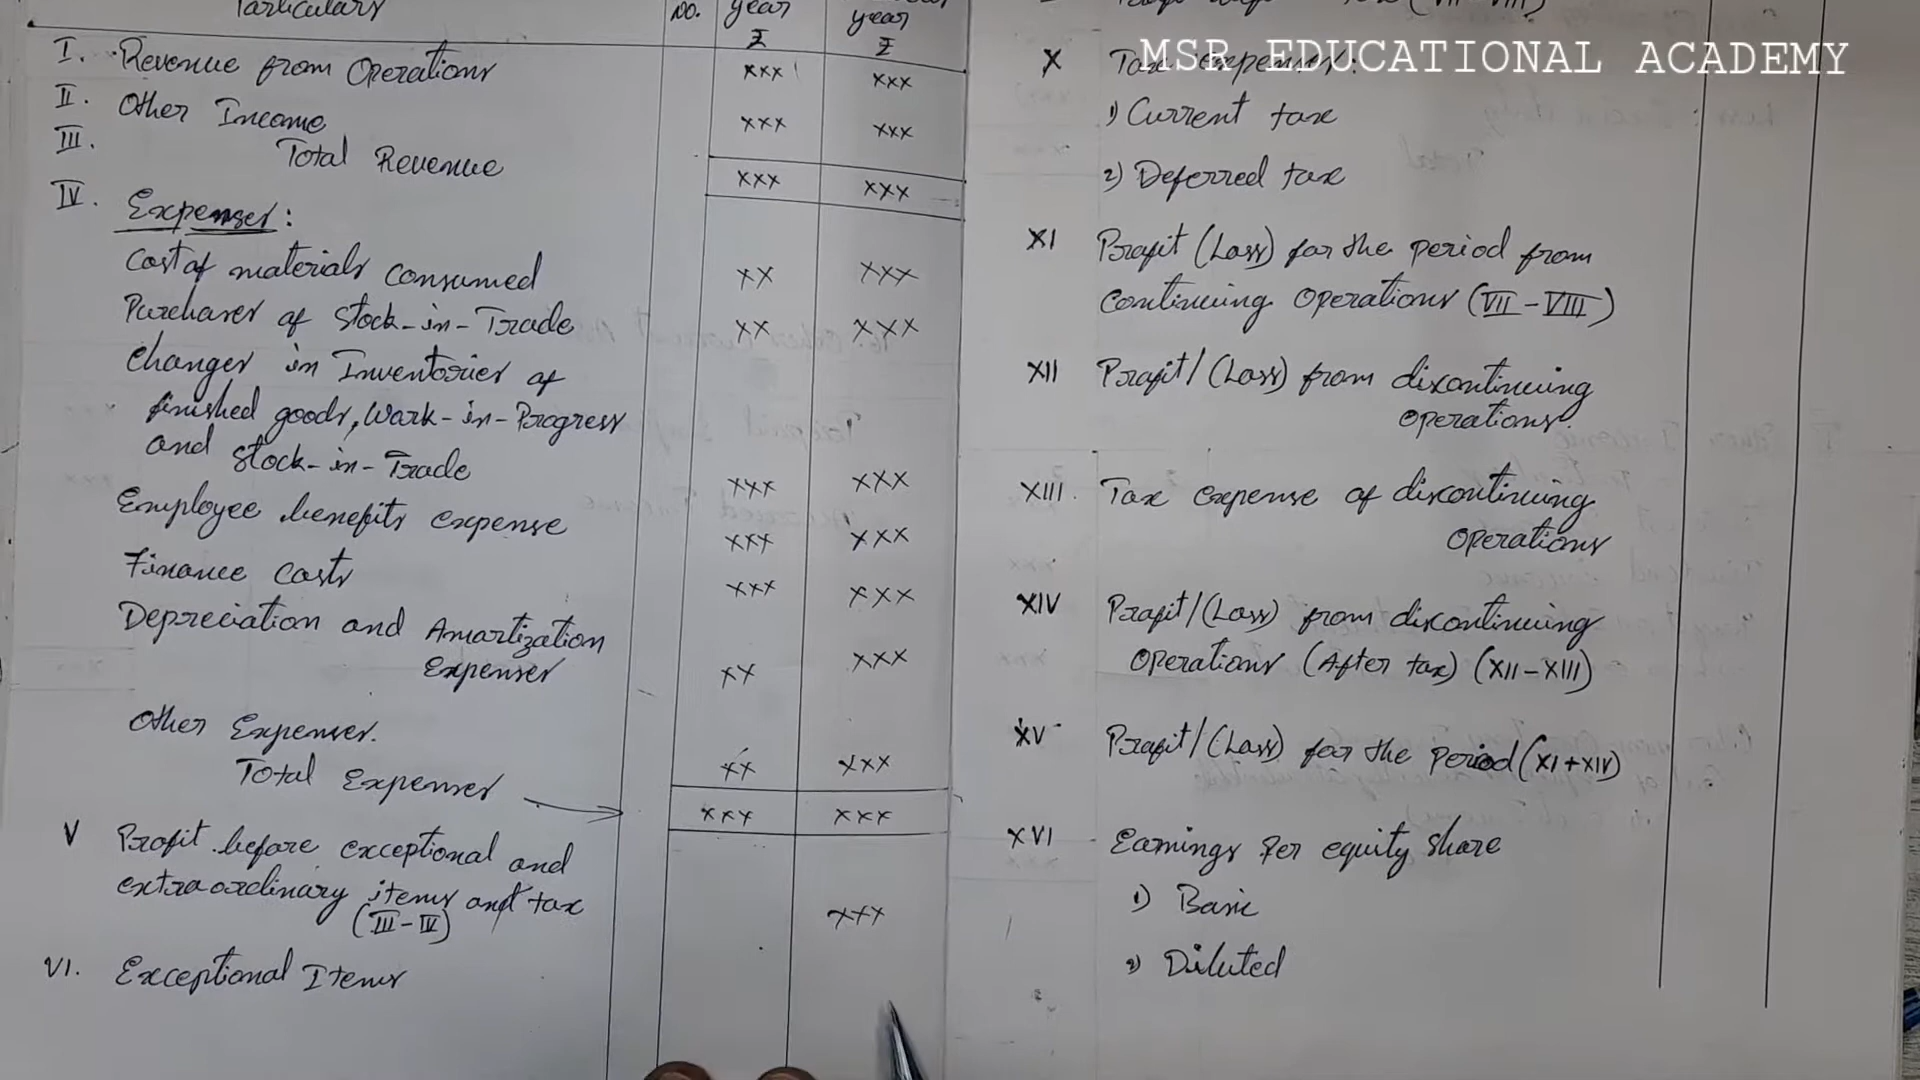 Particulars No. year year
₹ ₹
I. Revenue from Operations xxx xxx
II. Other Income xxx xxx
III. Total Revenue xxx xxx
IV. Expenses:
Cost of materials Consumed xx xxx
Purchases of Stock-in-Trade xx xxx
Changes in Inventories of
finished goods, Work-in-Progress
and Stock-in-Trade xxx xxx
Employee benefits expense xxx xxx
Finance Costs xxx xxx
Depreciation and Amortization
Expenses xx xxx
Other Expenses. xx xxx
Total Expenses xxx xxx
V Profit before exceptional and
extraordinary items and tax
(III-IV) xxx
VI. Exceptional Items
MSR EDUCATIONAL ACADEMY
X Tax expenses:
1) Current tax
2) Deferred tax
XI Profit (Loss) for the period from
Continuing Operations (VII-VIII)
XII Profit/(Loss) from discontinuing
Operations.
XIII. Tax expense of discontinuing
Operations
XIV Profit/(Loss) from discontinuing
Operations (After tax) (XII-XIII)
XV Profit/(Loss) for the period (XI+XIV)
XVI Earnings Per equity share
1) Basic
2) Diluted